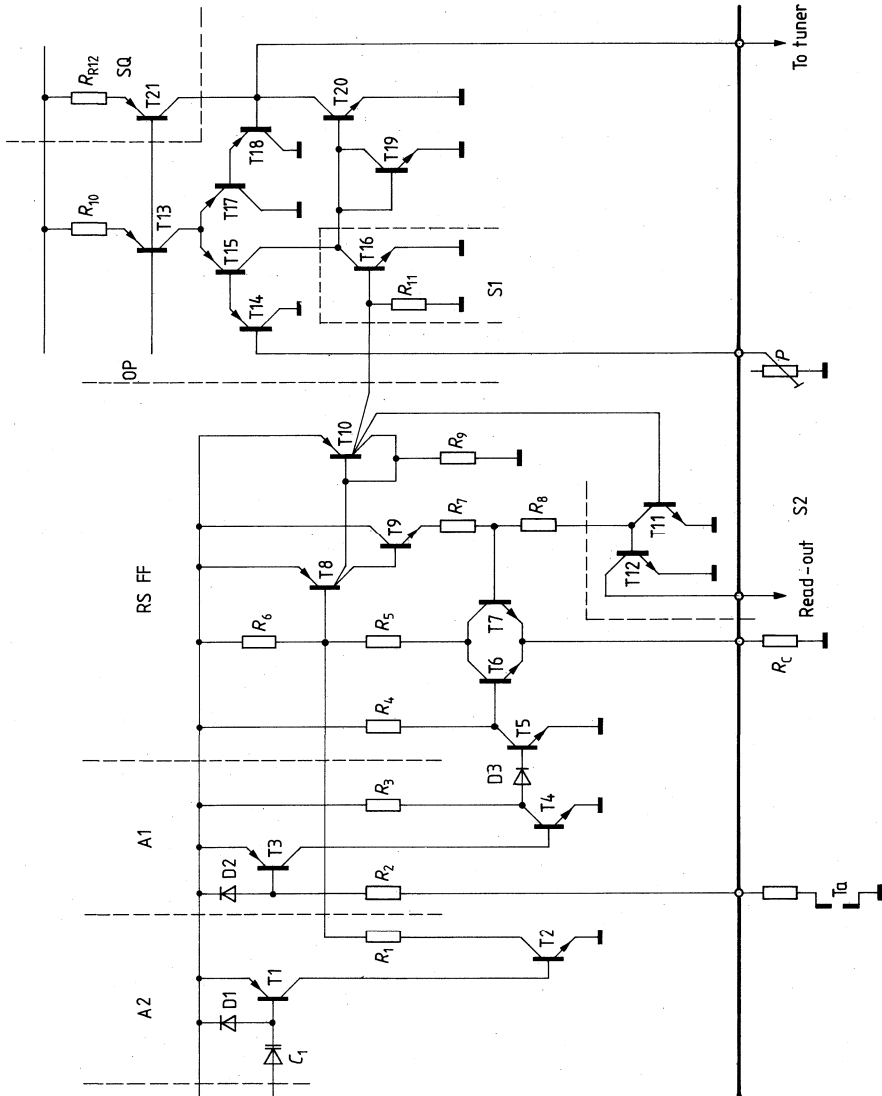 A2
A1
RS FF
OP
SQ
R_R12
T21
R_10
T13
T20
T18
T19
T17
T15
T16
T14
R_11
S1
To tuner
P
T10
R_9
T9
R_7
R_8
T8
R_6
R_5
T7
T6
T11
T12
S2
Read-out
R_C
R_4
T5
D3
R_3
T4
D2
T3
R_2
Ta
R_1
T2
D1
T1
C_1